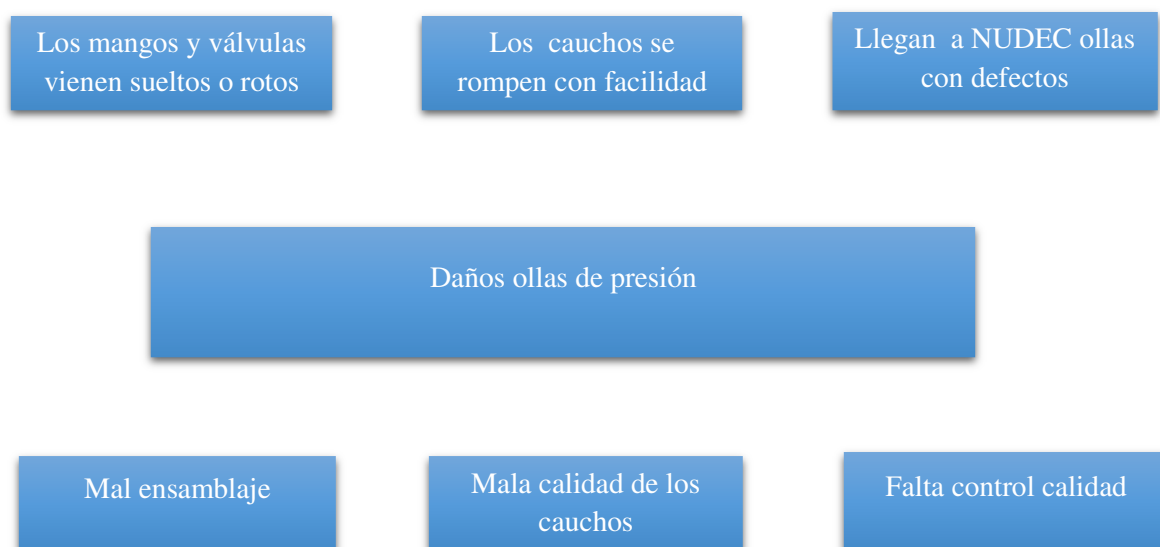 Los mangos y válvulas
vienen sueltos o rotos
Los cauchos se
rompen con facilidad
Llegan a NUDEC ollas
con defectos
Daños ollas de presión
Mal ensamblaje
Mala calidad de los
cauchos
Falta control calidad